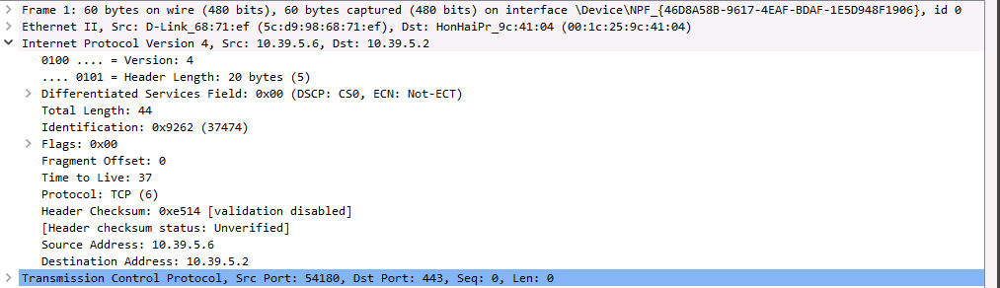 Frame 1: 60 bytes on wire (480 bits), 60 bytes captured (480 bits) on interface \Device\NPF_{46D8A58B-9617-4EAF-BDAF-1E5D948F1906}, id 0
Ethernet II, Src: D-Link_68:71:ef (5c:d9:98:68:71:ef), Dst: HonHaiPr_9c:41:04 (00:1c:25:9c:41:04)
Internet Protocol Version 4, Src: 10.39.5.6, Dst: 10.39.5.2
0100 .... = Version: 4
.... 0101 = Header Length: 20 bytes (5)
Differentiated Services Field: 0x00 (DSCP: CS0, ECN: Not-ECT)
Total Length: 44
Identification: 0x9262 (37474)
Flags: 0x00
Fragment Offset: 0
Time to Live: 37
Protocol: TCP (6)
Header Checksum: 0xe514 [validation disabled]
[Header checksum status: Unverified]
Source Address: 10.39.5.6
Destination Address: 10.39.5.2
Transmission Control Protocol, Src Port: 54180, Dst Port: 443, Seq: 0, Len: 0